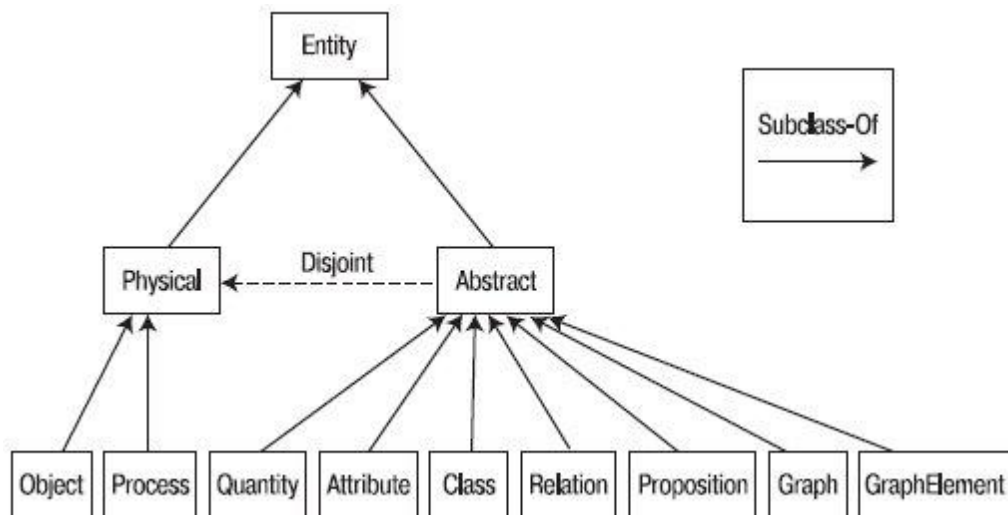 Entity
Subclass-Of
Physical
Disjoint
Abstract
Object
Process
Quantity
Attribute
Class
Relation
Proposition
Graph
GraphElement